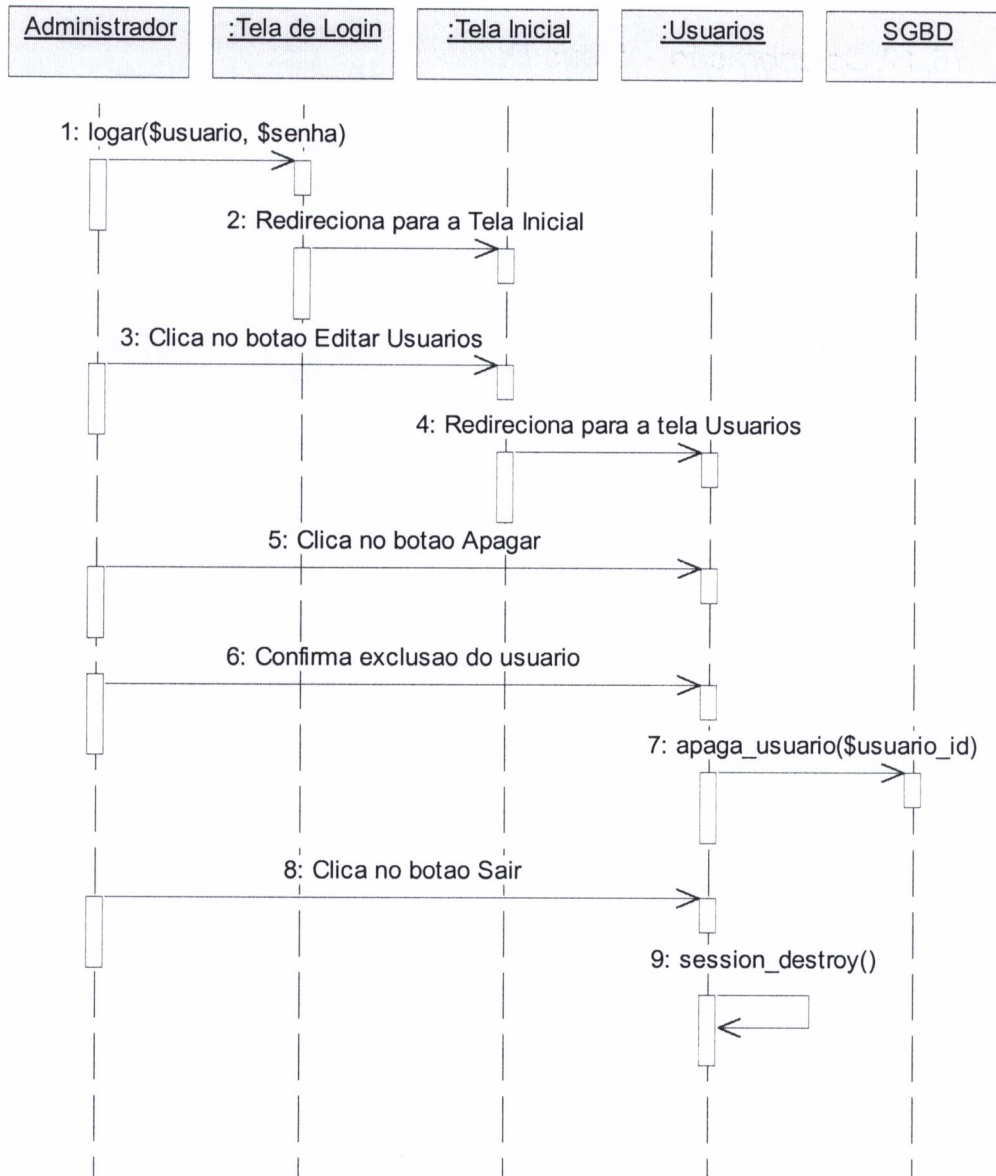 Administrador
:Tela de Login
:Tela Inicial
:Usuarios
SGBD
1: logar($usuario, $senha)
2: Redireciona para a Tela Inicial
3: Clica no botao Editar Usuarios
4: Redireciona para a tela Usuarios
5: Clica no botao Apagar
6: Confirma exclusao do usuario
7: apaga_usuario($usuario_id)
8: Clica no botao Sair
9: session_destroy()